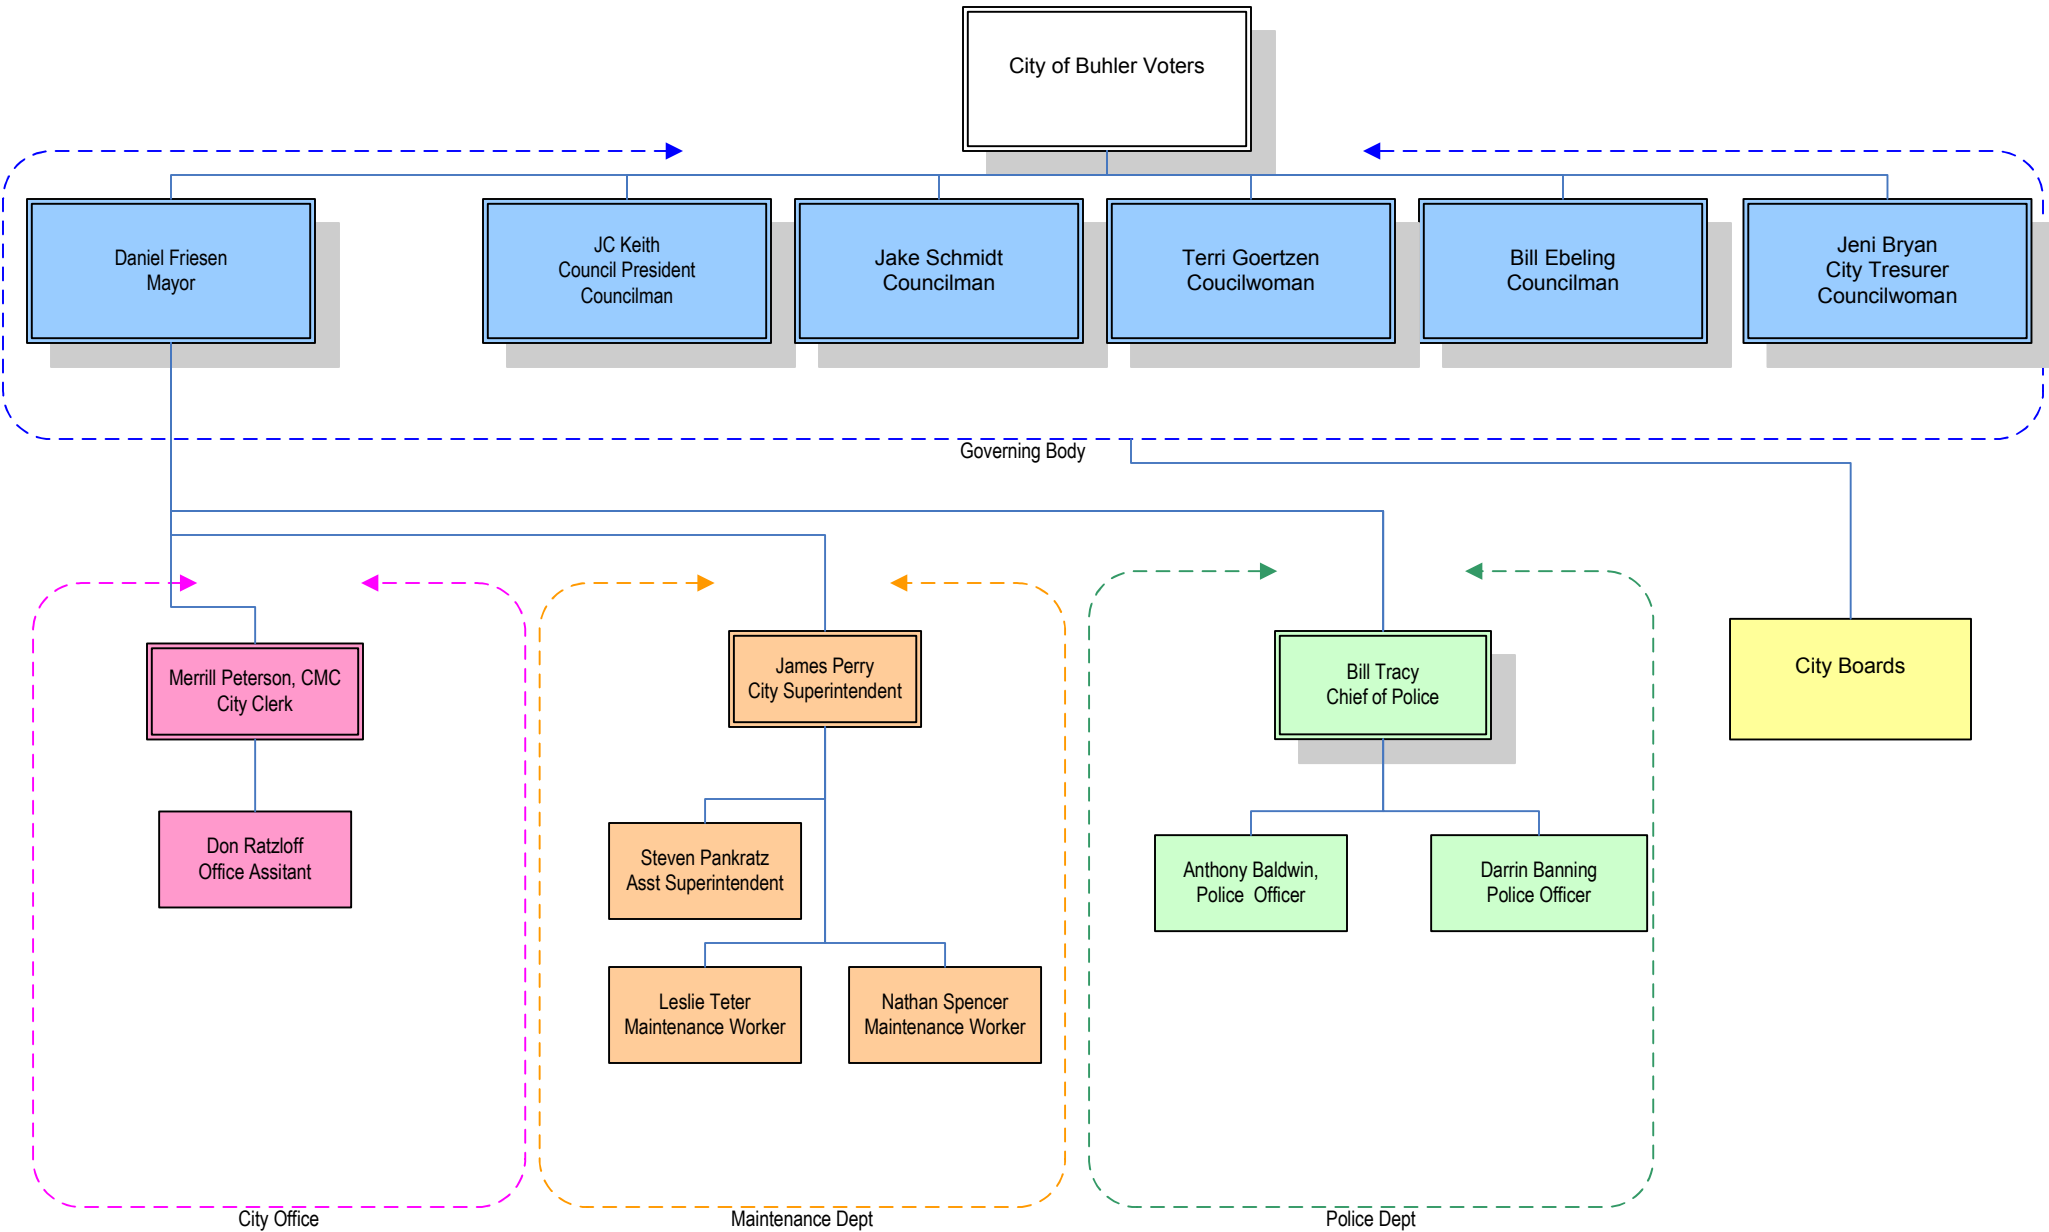 City of Buhler Voters
Daniel Friesen
Mayor
JC Keith
Council President
Councilman
Jake Schmidt
Councilman
Terri Goertzen
Coucilwoman
Bill Ebeling
Councilman
Jeni Bryan
City Tresurer
Councilwoman
Governing Body
Merrill Peterson, CMC
City Clerk
James Perry
City Superintendent
Bill Tracy
Chief of Police
City Boards
Don Ratzloff
Office Assitant
Steven Pankratz
Asst Superintendent
Anthony Baldwin,
Police  Officer
Darrin Banning
Police Officer
Leslie Teter
Maintenance Worker
Nathan Spencer
Maintenance Worker
City Office
Maintenance Dept
Police Dept